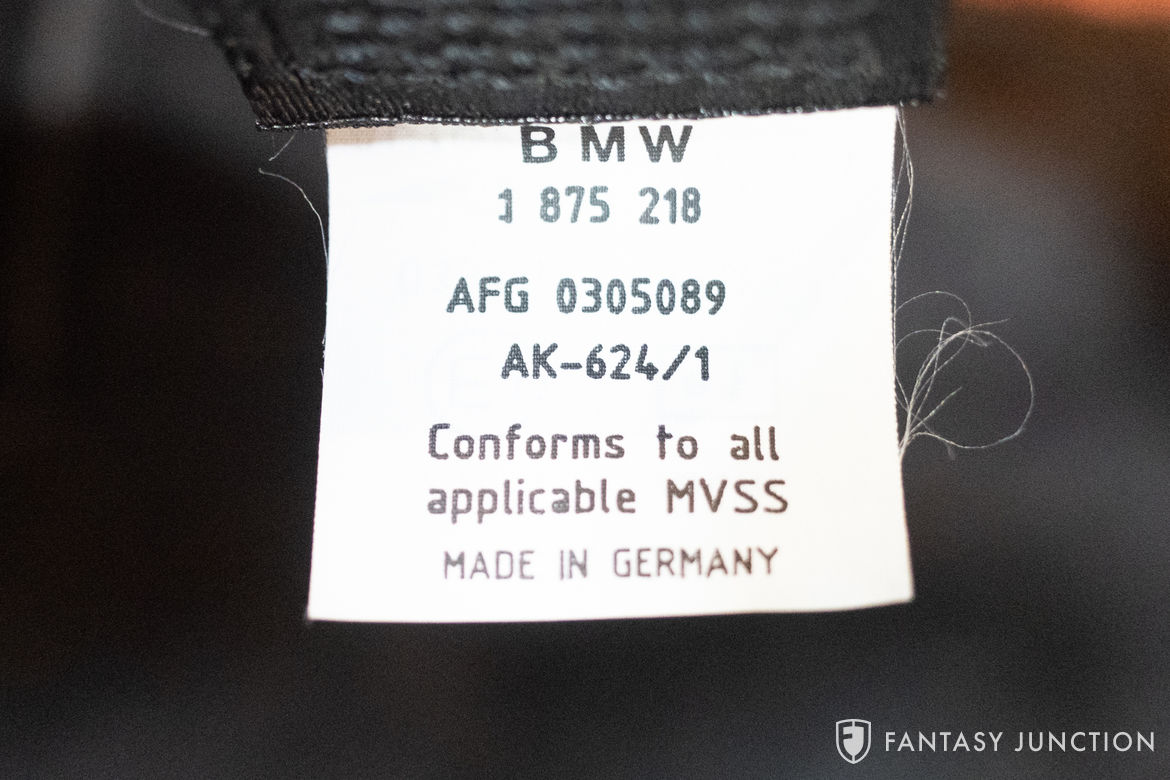 BMW
1 875 218
AFG 0305089
AK-624/1
Conforms to all
applicable MVSS
MADE IN GERMANY
FANTASY JUNCTION